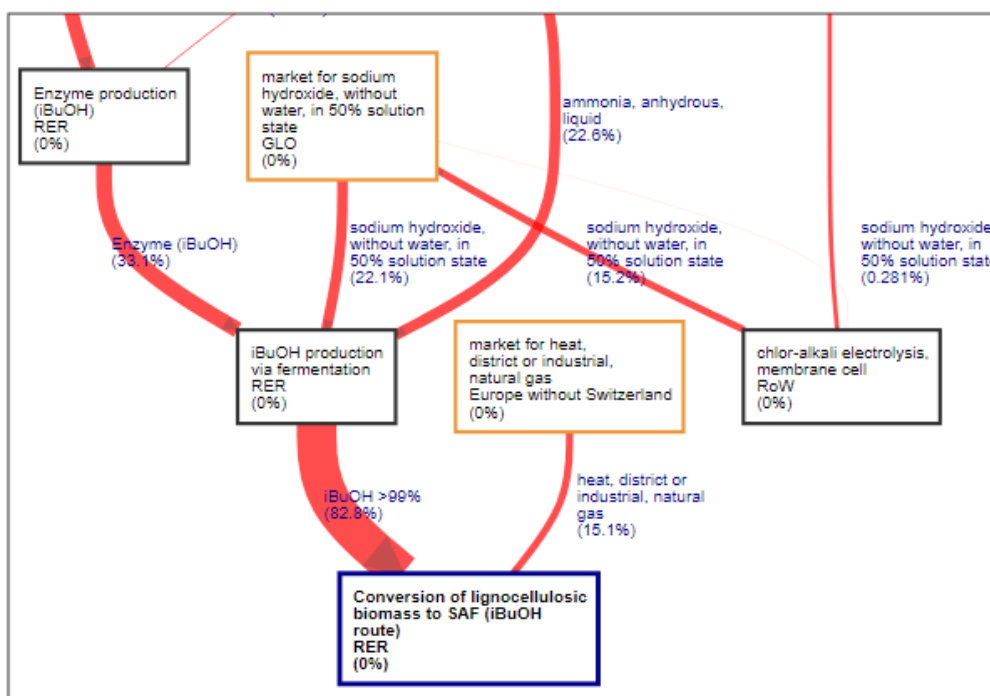 Enzyme production
(iBuOH)
RER
(0%)
market for sodium
hydroxide, without
water, in 50% solution
state
GLO
(0%)
ammonia, anhydrous,
liquid
(22.6%)
Enzyme (iBuOH)
(33.1%)
sodium hydroxide,
without water, in
50% solution state
(22.1%)
sodium hydroxide,
without water, in
50% solution state
(15.2%)
sodium hydroxide
without water, in
50% solution state
(0.281%)
iBuOH production
via fermentation
RER
(0%)
market for heat,
district or industrial,
natural gas
Europe without Switzerland
(0%)
chlor-alkali electrolysis,
membrane cell
RoW
(0%)
iBuOH >99%
(82.8%)
heat, district or
industrial, natural
gas
(15.1%)
Conversion of lignocellulosic
biomass to SAF (iBuOH
route)
RER
(0%)